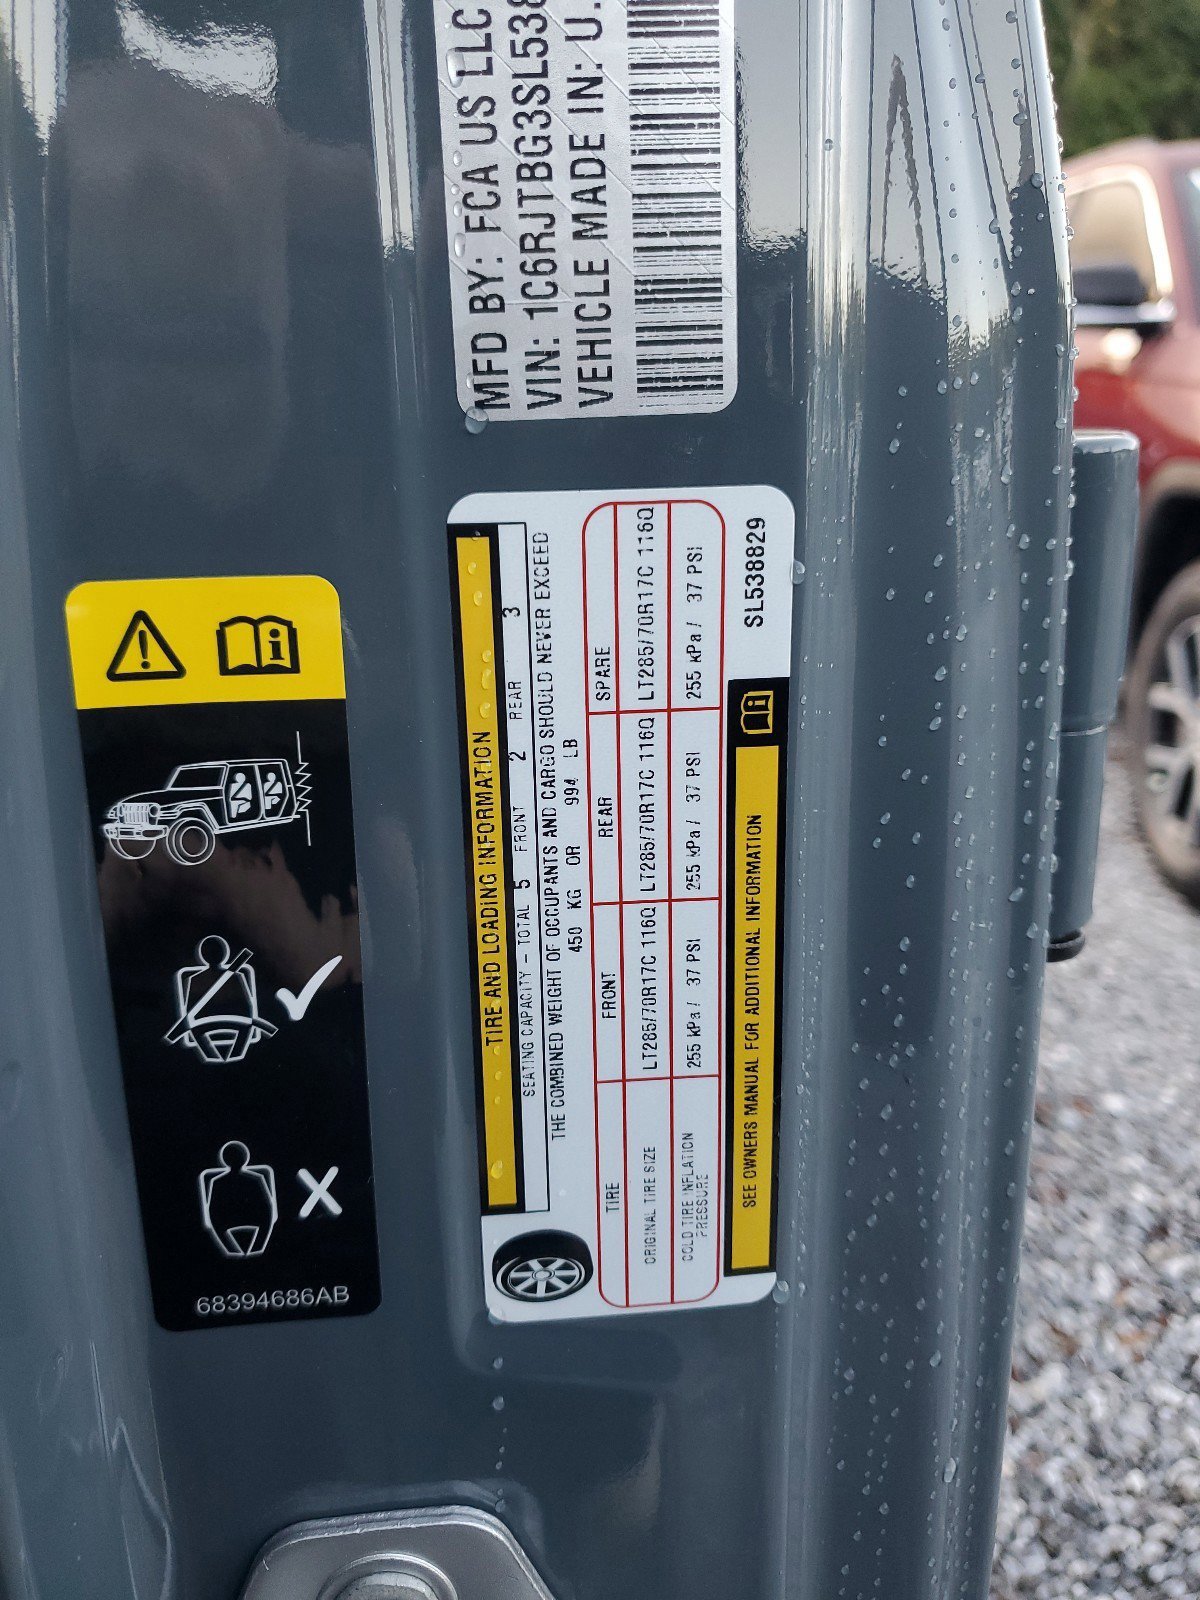 MFD BY: FCA US LLC
VIN: 1C6RJTBG3SL538
VEHICLE MADE IN: U.
TIRE AND LOADING INFORMATION
SEATING CAPACITY – TOTAL 5 FRONT 2 REAR 3
THE COMBINED WEIGHT OF OCCUPANTS AND CARGO SHOULD NEVER EXCEED
450 KG OR 994 LB
TIRE FRONT REAR SPARE
ORIGINAL TIRE SIZE LT285/70R17C 116Q LT285/70R17C 116Q LT285/70R17C 116Q
COLD TIRE INFLATION PRESSURE 255 kPa / 37 PSI 255 kPa / 37 PSI 255 kPa / 37 PSI
SEE OWNERS MANUAL FOR ADDITIONAL INFORMATION
SL538829
68394686AB